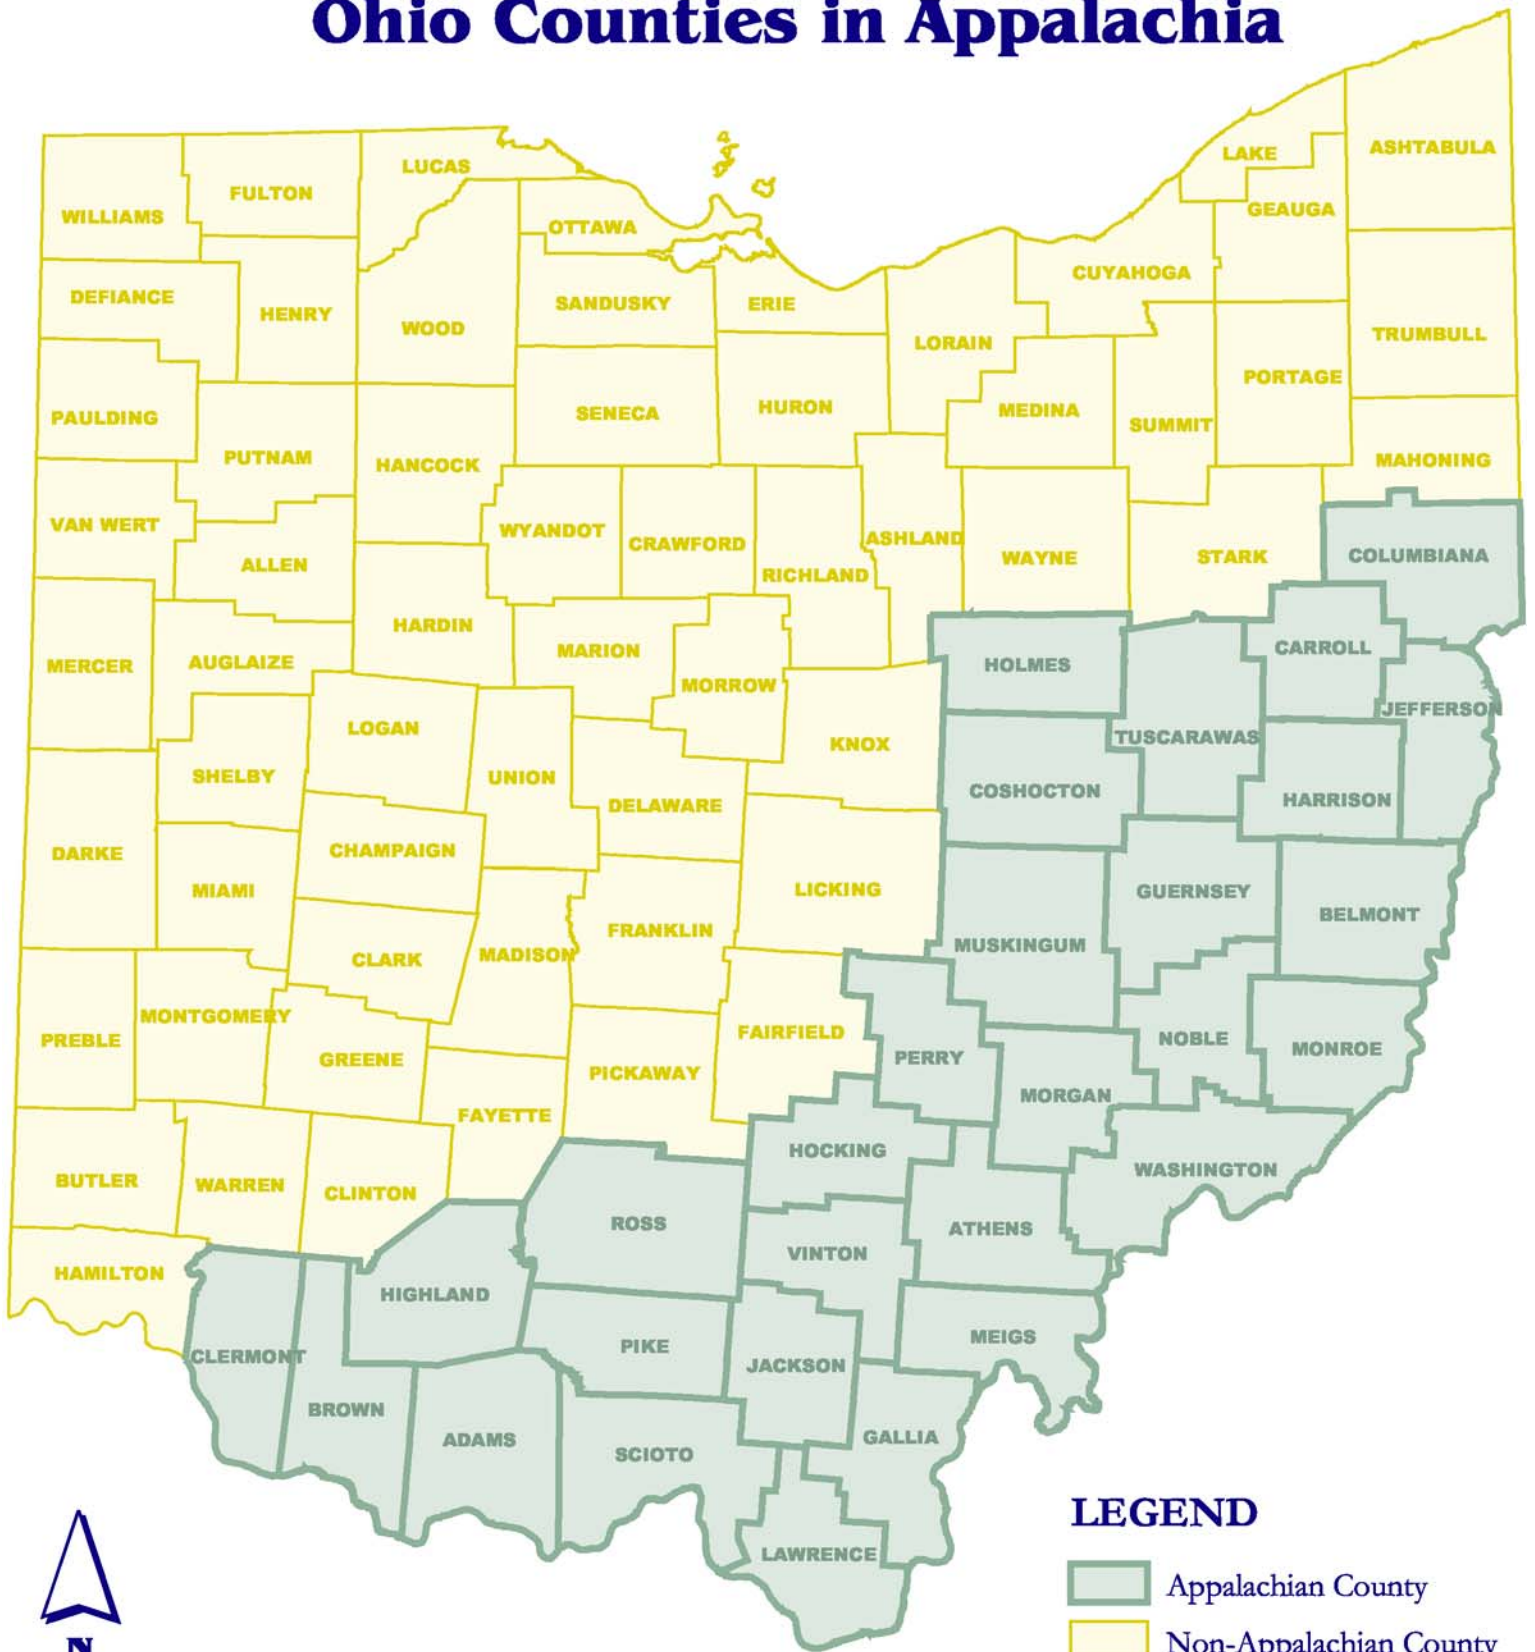 Ohio Counties in Appalachia
ASHTABULA
LAKE
LUCAS
FULTON
GEAUGA
WILLIAMS
OTTAWA
CUYAHOGA
DEFIANCE
SANDUSKY
ERIE
HENRY
WOOD
TRUMBULL
LORAIN
PORTAGE
HURON
MEDINA
SENECA
PAULDING
SUMMIT
PUTNAM
MAHONING
HANCOCK
VAN WERT
WYANDOT
ASHLAND
CRAWFORD
COLUMBIANA
STARK
WAYNE
ALLEN
RICHLAND
HARDIN
CARROLL
MARION
AUGLAIZE
HOLMES
MERCER
MORROW
JEFFERSON
LOGAN
TUSCARAWAS
KNOX
SHELBY
UNION
COSHOCTON
HARRISON
DELAWARE
CHAMPAIGN
DARKE
LICKING
MIAMI
GUERNSEY
BELMONT
FRANKLIN
MUSKINGUM
MADISON
CLARK
MONTGOMERY
FAIRFIELD
NOBLE
PREBLE
MONROE
PERRY
GREENE
PICKAWAY
MORGAN
FAYETTE
HOCKING
WASHINGTON
BUTLER
WARREN
CLINTON
ROSS
ATHENS
VINTON
HAMILTON
HIGHLAND
MEIGS
PIKE
CLERMONT
JACKSON
BROWN
GALLIA
ADAMS
SCIOTO
LAWRENCE
LEGEND
Appalachian County
Non-Appalachian County
N